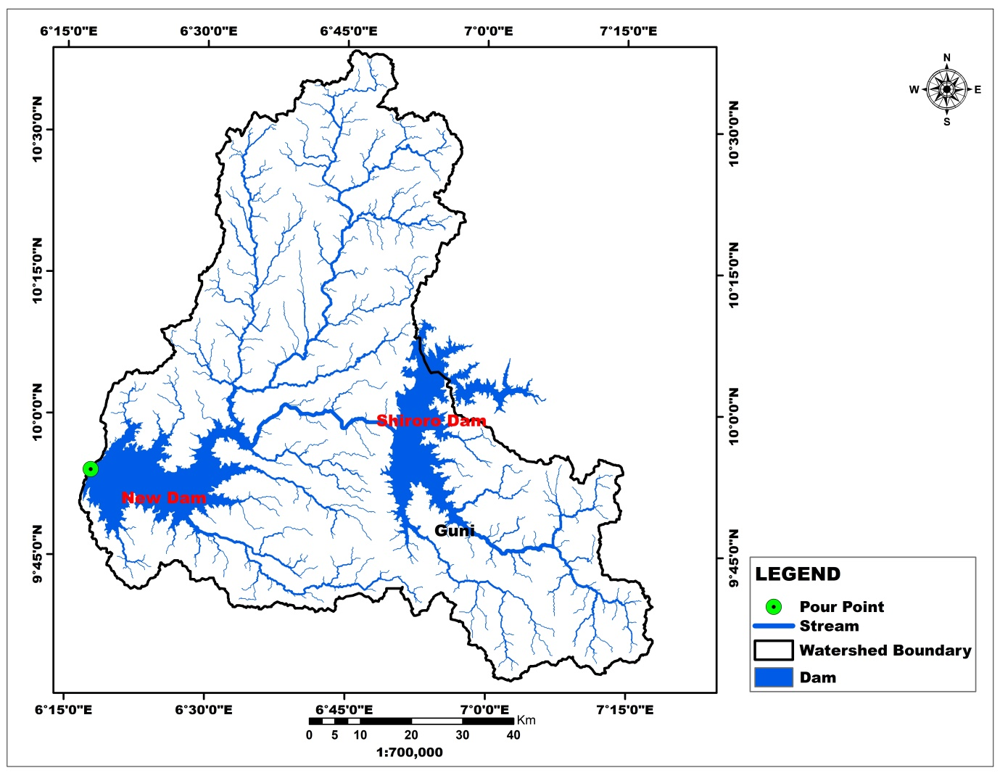 6°15'0"E 6°30'0"E 6°45'0"E 7°0'0"E 7°15'0"E
N
W E
S
10°30'0"N 10°30'0"N
10°15'0"N 10°15'0"N
10°0'0"N 10°0'0"N
Shiroro Dam
New Dam
Guni
9°45'0"N 9°45'0"N
LEGEND
Pour Point
Stream
Watershed Boundary
Dam
6°15'0"E 6°30'0"E 6°45'0"E 7°0'0"E 7°15'0"E
Km
0 5 10 20 30 40
1:700,000